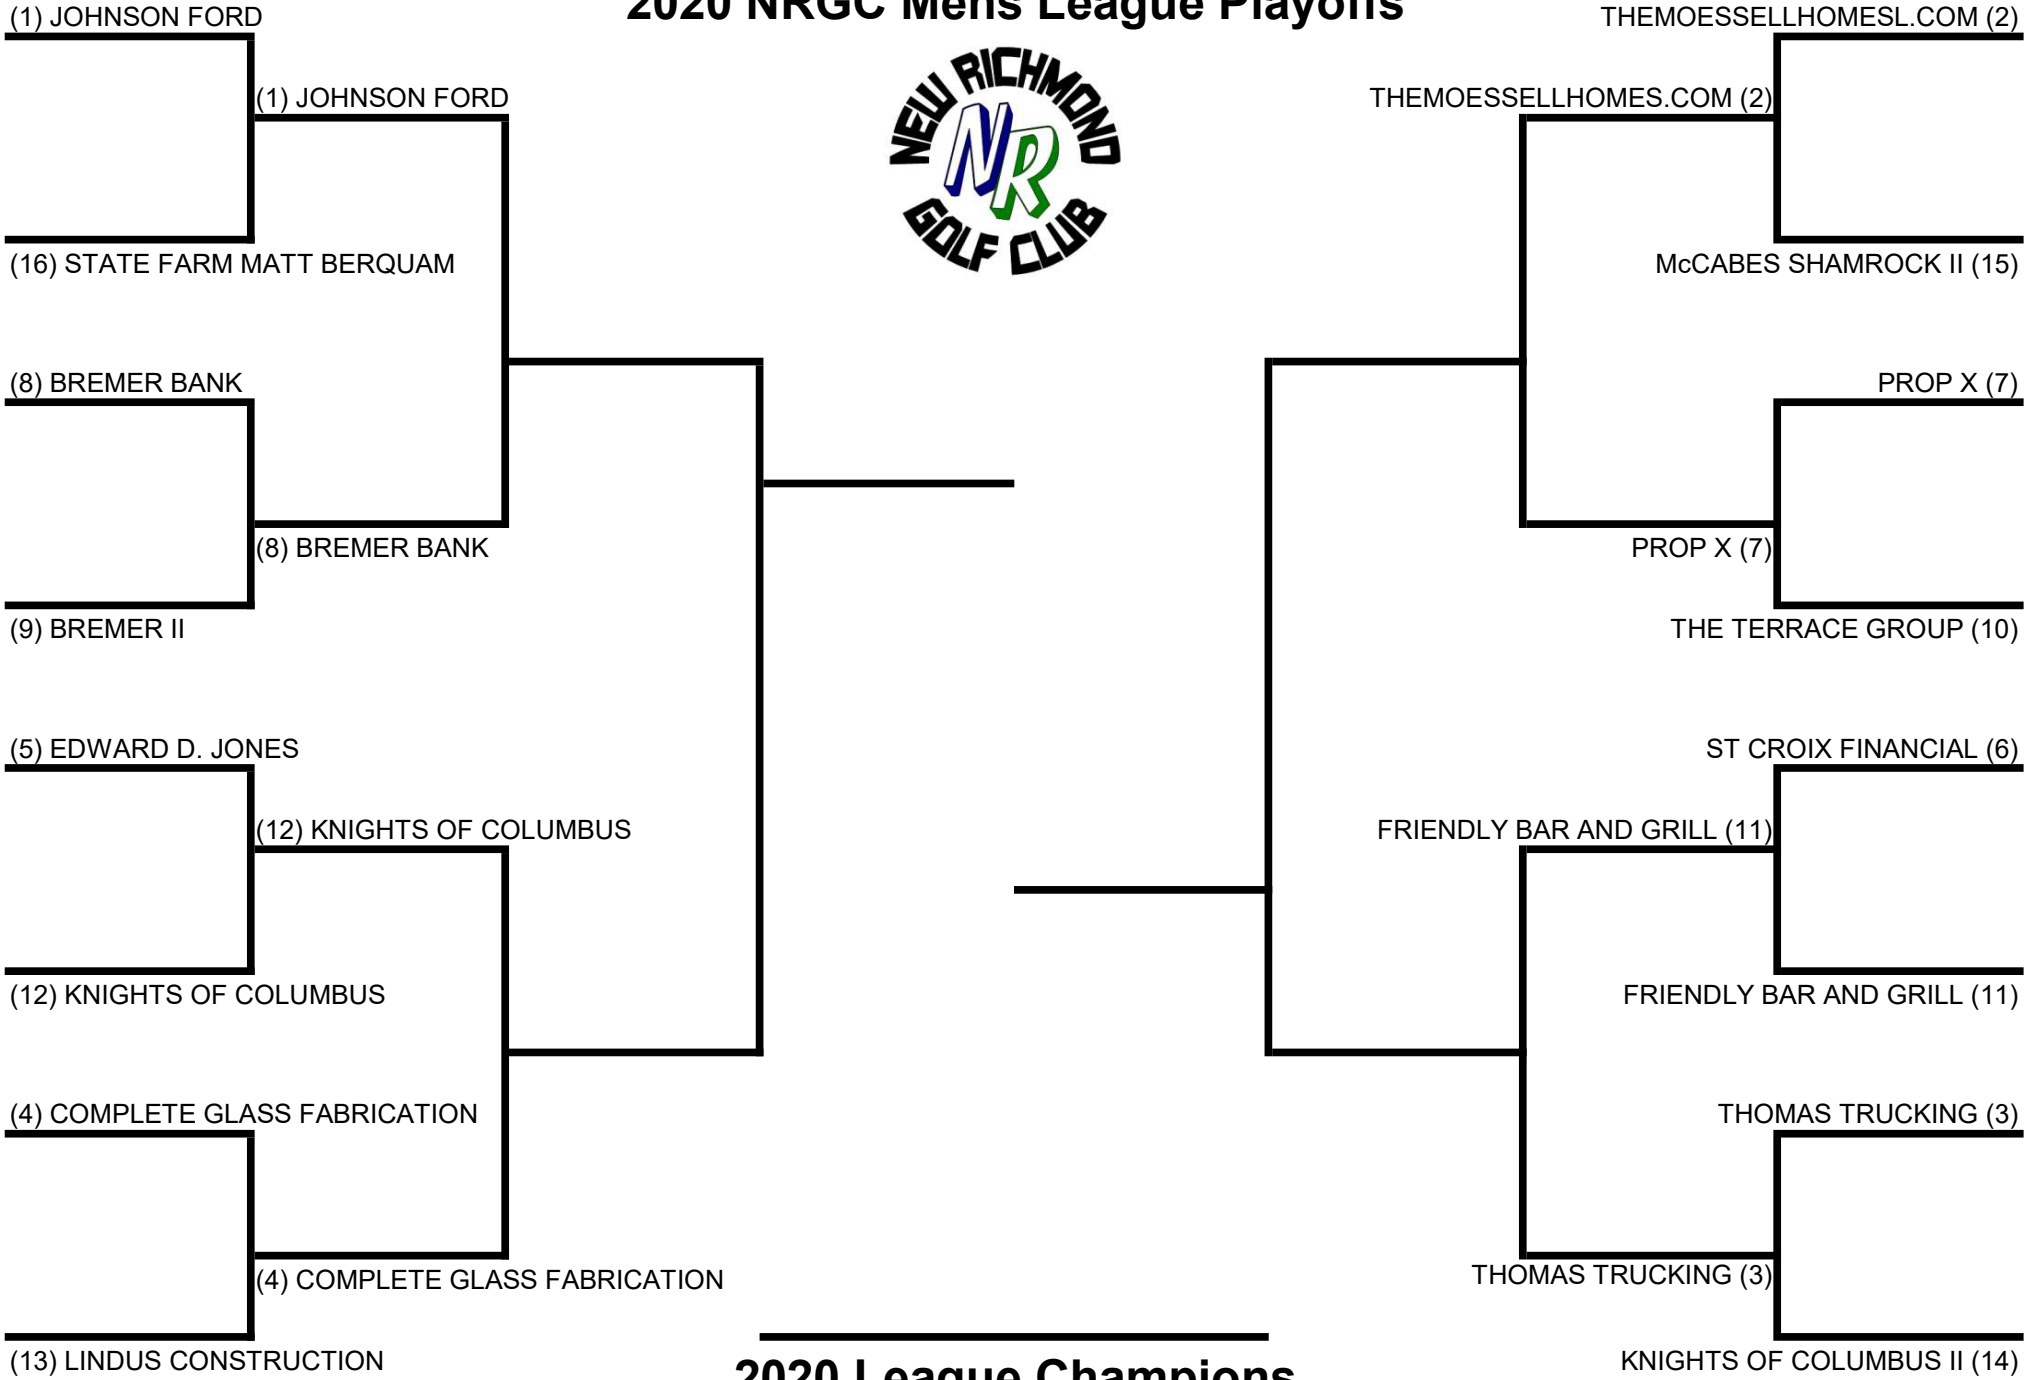 2020 NRGC Mens League Playoffs
NEW RICHMOND
NR
GOLF CLUB
(1) JOHNSON FORD
(1) JOHNSON FORD
(16) STATE FARM MATT BERQUAM
(8) BREMER BANK
(8) BREMER BANK
(9) BREMER II
(5) EDWARD D. JONES
(12) KNIGHTS OF COLUMBUS
(12) KNIGHTS OF COLUMBUS
(4) COMPLETE GLASS FABRICATION
(4) COMPLETE GLASS FABRICATION
(13) LINDUS CONSTRUCTION
THEMOESSELLHOMESL.COM (2)
THEMOESSELLHOMES.COM (2)
McCABES SHAMROCK II (15)
PROP X (7)
PROP X (7)
THE TERRACE GROUP (10)
ST CROIX FINANCIAL (6)
FRIENDLY BAR AND GRILL (11)
FRIENDLY BAR AND GRILL (11)
THOMAS TRUCKING (3)
THOMAS TRUCKING (3)
KNIGHTS OF COLUMBUS II (14)
2020 League Champions